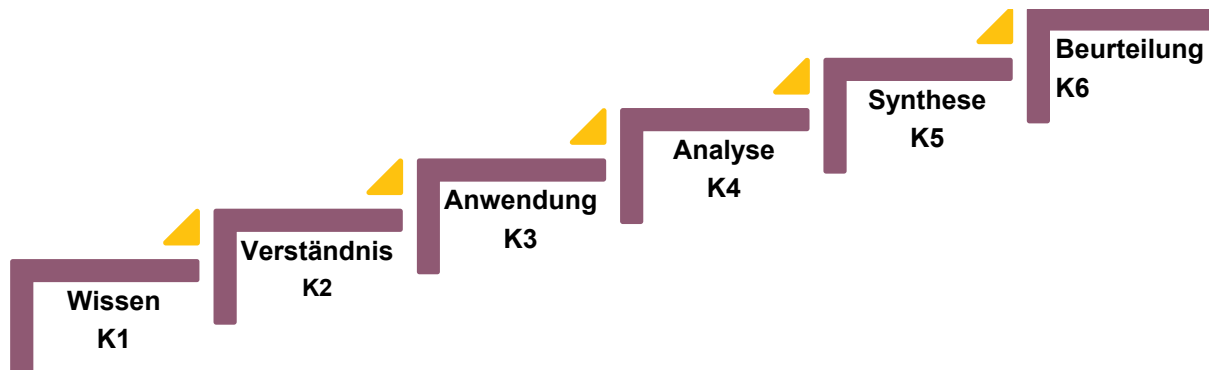 Wissen
K1
Verständnis
K2
Anwendung
K3
Analyse
K4
Synthese
K5
Beurteilung
K6